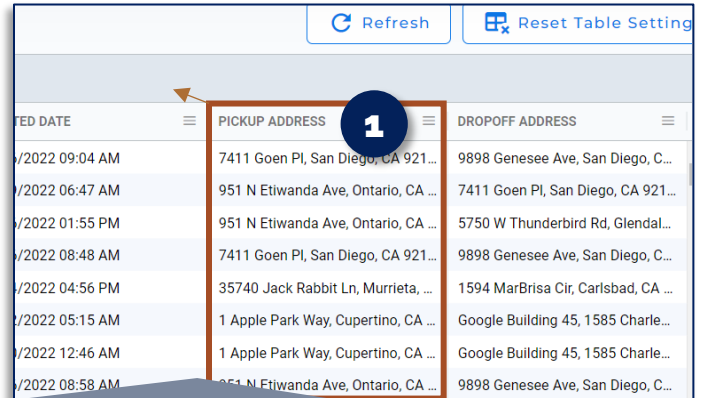 Refresh
Reset Table Setting
TED DATE PICKUP ADDRESS 1 DROPOFF ADDRESS
/2022 09:04 AM 7411 Goen Pl, San Diego, CA 921... 9898 Genesee Ave, San Diego, C...
/2022 06:47 AM 951 N Etiwanda Ave, Ontario, CA ... 7411 Goen Pl, San Diego, CA 921...
/2022 01:55 PM 951 N Etiwanda Ave, Ontario, CA ... 5750 W Thunderbird Rd, Glendal...
/2022 08:48 AM 7411 Goen Pl, San Diego, CA 921... 9898 Genesee Ave, San Diego, C...
/2022 04:56 PM 35740 Jack Rabbit Ln, Murrieta, ... 1594 MarBrisa Cir, Carlsbad, CA ...
/2022 05:15 AM 1 Apple Park Way, Cupertino, CA ... Google Building 45, 1585 Charle...
/2022 12:46 AM 1 Apple Park Way, Cupertino, CA ... Google Building 45, 1585 Charle...
/2022 08:58 AM 951 N Etiwanda Ave, Ontario, CA ... 9898 Genesee Ave, San Diego, C...